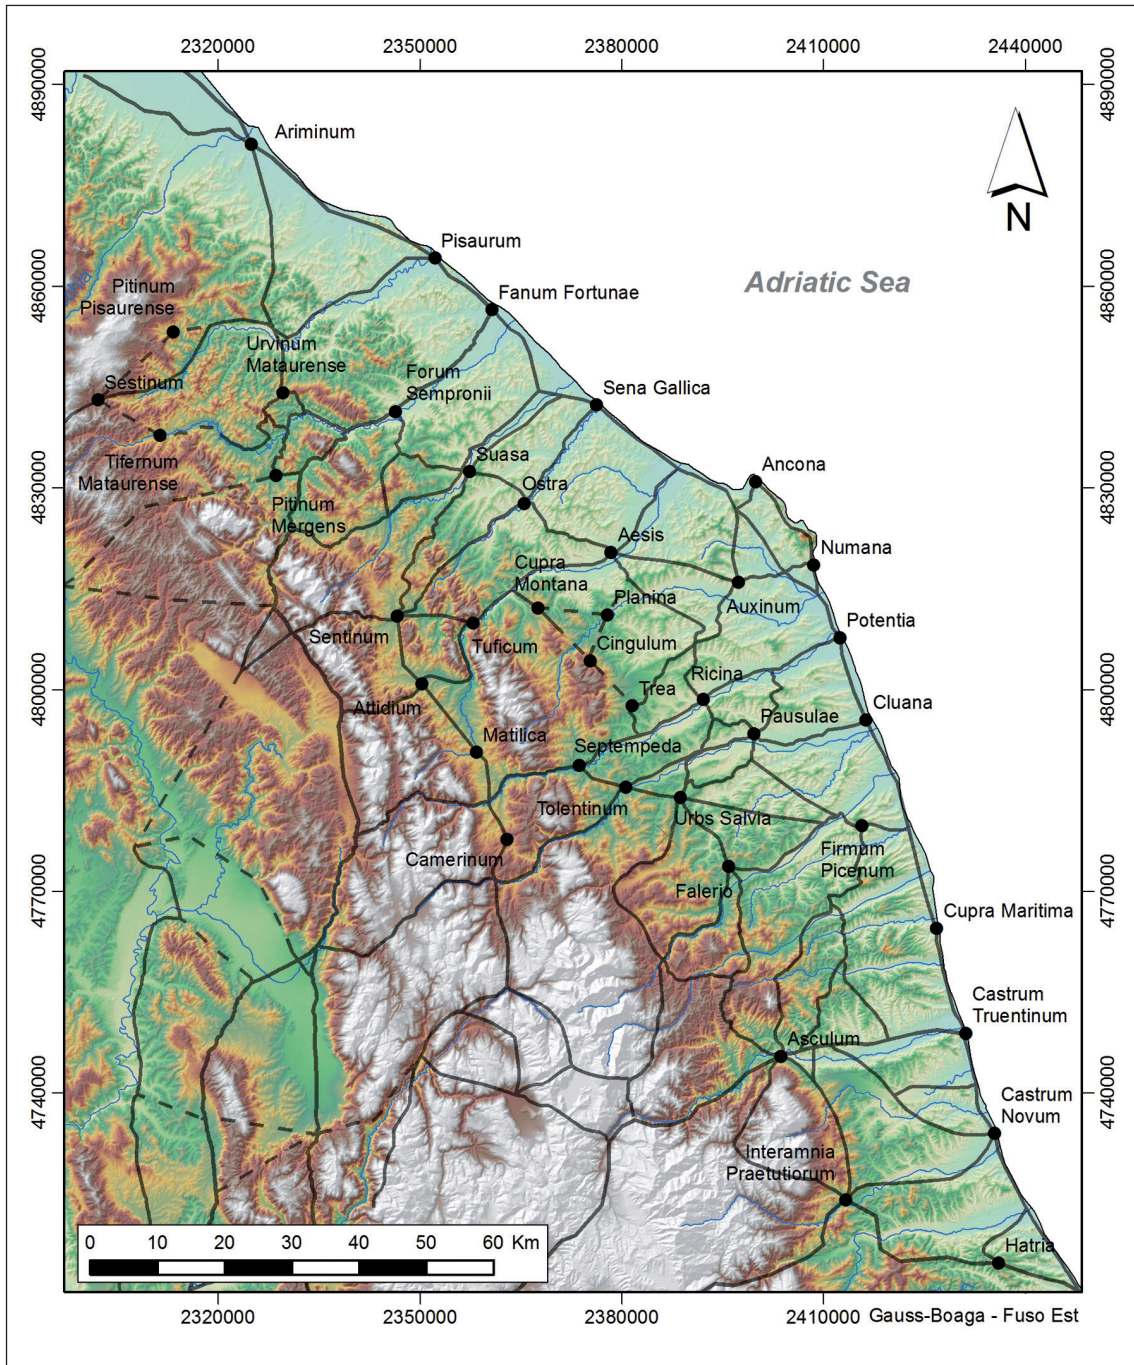 2320000 2350000 2380000 2410000 2440000
4890000 4890000
Ariminum
N
Pisaurum
Adriatic Sea
4860000 4860000
Pitinum
Pisaurense
Fanum Fortunae
Urvinum
Mataurense
Sestinum
Forum
Sempronii
Sena Gallica
Tifernum
Mataurense
Suasa
Ancona
4830000 4830000
Ostra
Pitinum
Mergens
Aesis
Numana
Cupra
Montana
Planina
Auxinum
Sentinum
Tuficum
Cingulum
Potentia
Ricina
Trea
4800000 4800000
Attidium
Pausulae
Cluana
Matilica
Septempeda
Tolentinum
Urbs Salvia
Camerinum
Firmum
Picenum
Falerio
4770000 4770000
Cupra Maritima
Castrum
Truentinum
Asculum
4740000 4740000
Castrum
Novum
Interamnia
Praetutiorum
Hatria
0 10 20 30 40 50 60 Km
2320000 2350000 2380000 2410000
Gauss-Boaga - Fuso Est